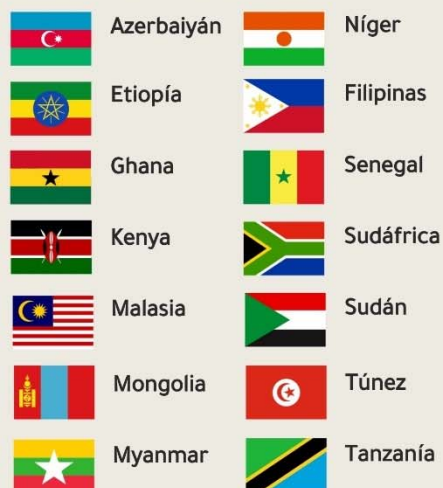 Azerbaiyán
Níger
Etiopía
Filipinas
Ghana
Senegal
Kenya
Sudáfrica
Malasia
Sudán
Mongolia
Túnez
Myanmar
Tanzanía